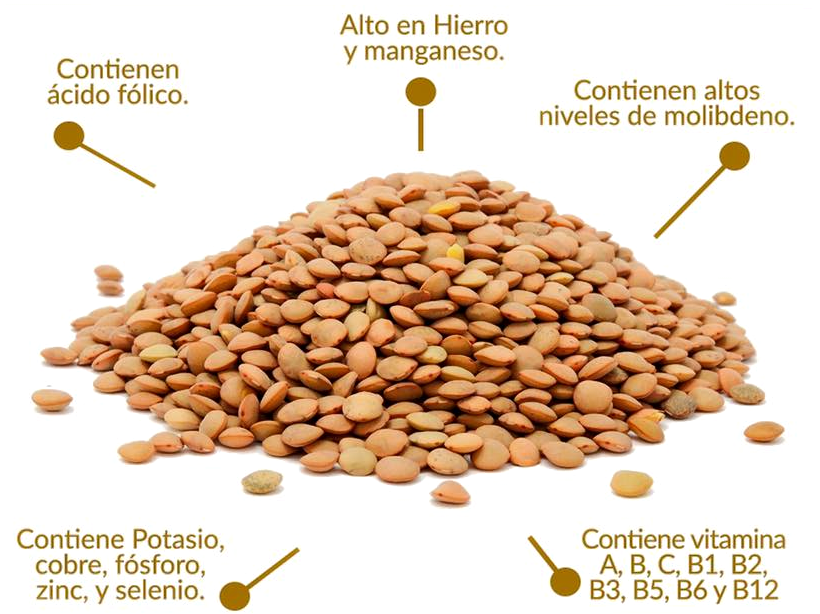 Alto en Hierro
y manganeso.
Contienen
ácido fólico.
Contienen altos
niveles de molibdeno.
Contiene Potasio,
cobre, fósforo,
zinc, y selenio.
Contiene vitamina
A, B, C, B1, B2,
B3, B5, B6 y B12